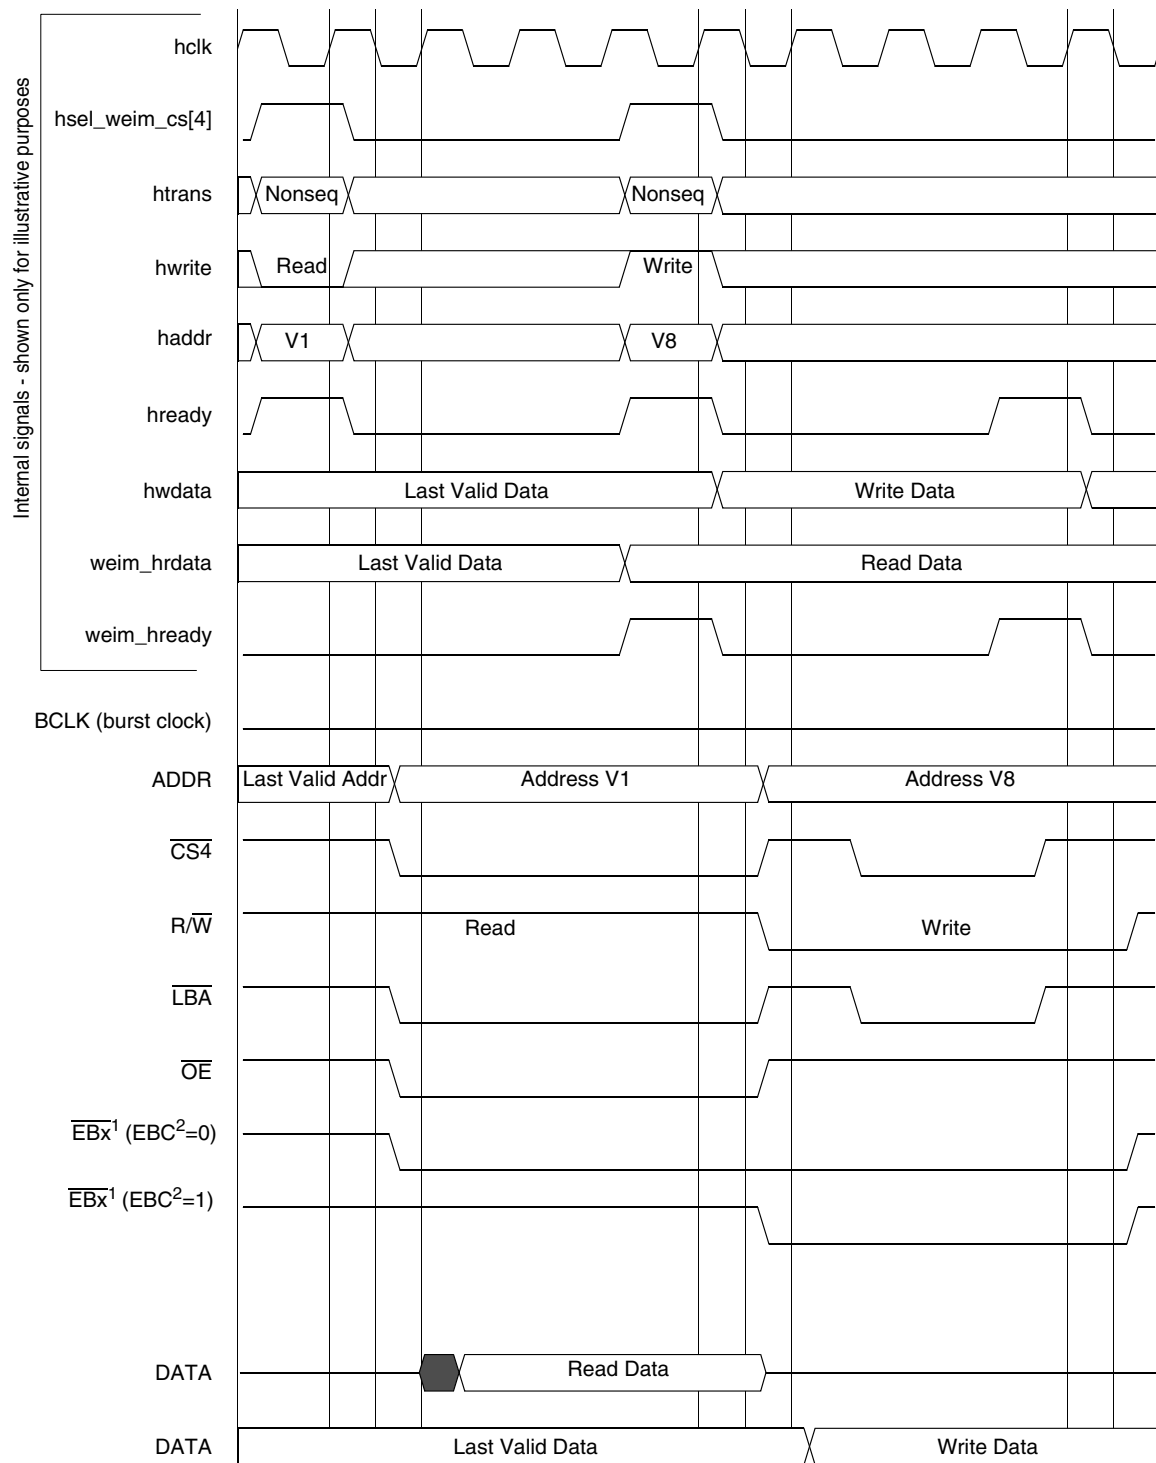 Internal signals - shown only for illustrative purposes
hclk
hsel_weim_cs[4]
htrans Nonseq Nonseq
hwrite Read Write
haddr V1 V8
hready
hwdata Last Valid Data Write Data
weim_hrdata Last Valid Data Read Data
weim_hready
BCLK (burst clock)
ADDR Last Valid Addr Address V1 Address V8
CS4
R/W Read Write
LBA
OE
EBx1 (EBC2=0)
EBx1 (EBC2=1)
DATA Read Data
DATA Last Valid Data Write Data